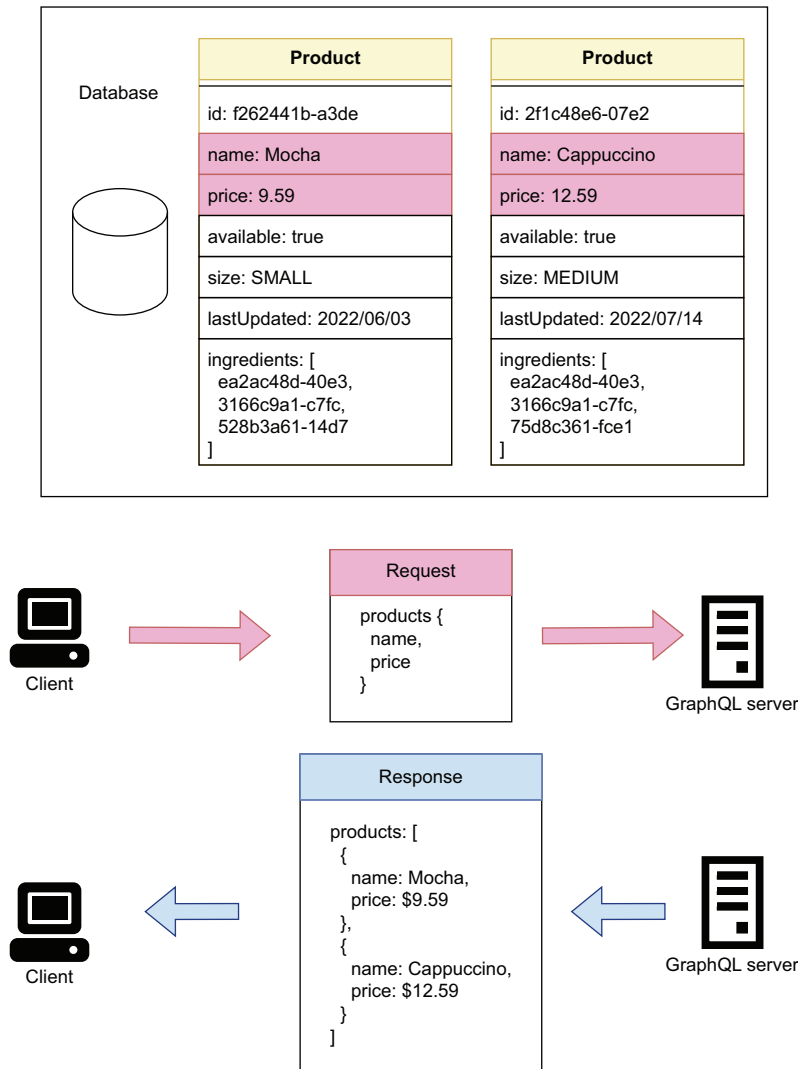 Database
Product
id: f262441b-a3de
name: Mocha
price: 9.59
available: true
size: SMALL
lastUpdated: 2022/06/03
ingredients: [
ea2ac48d-40e3,
3166c9a1-c7fc,
528b3a61-14d7
]
Product
id: 2f1c48e6-07e2
name: Cappuccino
price: 12.59
available: true
size: MEDIUM
lastUpdated: 2022/07/14
ingredients: [
ea2ac48d-40e3,
3166c9a1-c7fc,
75d8c361-fce1
]
Client
Request
products {
name,
price
}
GraphQL server
Client
Response
products: [
{
name: Mocha,
price: $9.59
},
{
name: Cappuccino,
price: $12.59
}
]
GraphQL server